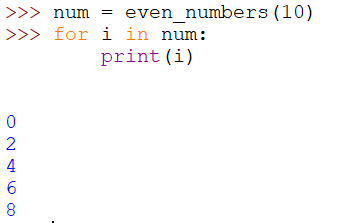 >>> num = even_numbers(10)
>>> for i in num:
        print(i)
0
2
4
6
8